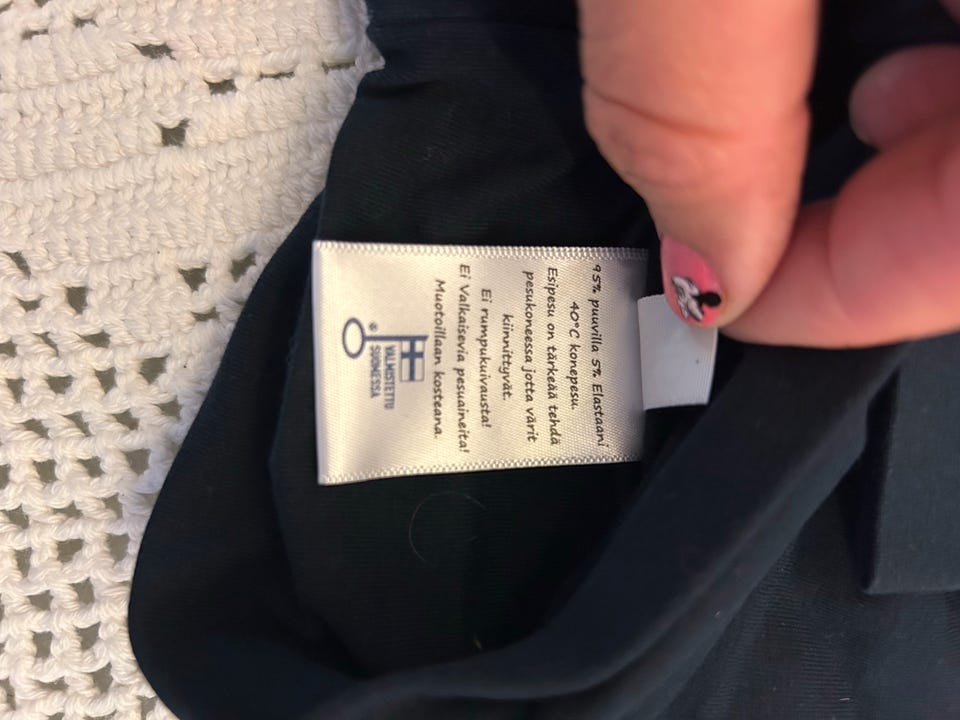 95% puuvilla 5% Elastaani
40°C konepesu.
Esipesu on tärkeää tehdä
pesukoneessa jotta värit
kiinnittyvät.
Ei rumpukuivausta!
Ei Valkaisevia pesuaineita!
Muotoillaan kosteana.
VALMISTETTU
SUOMESSA
®